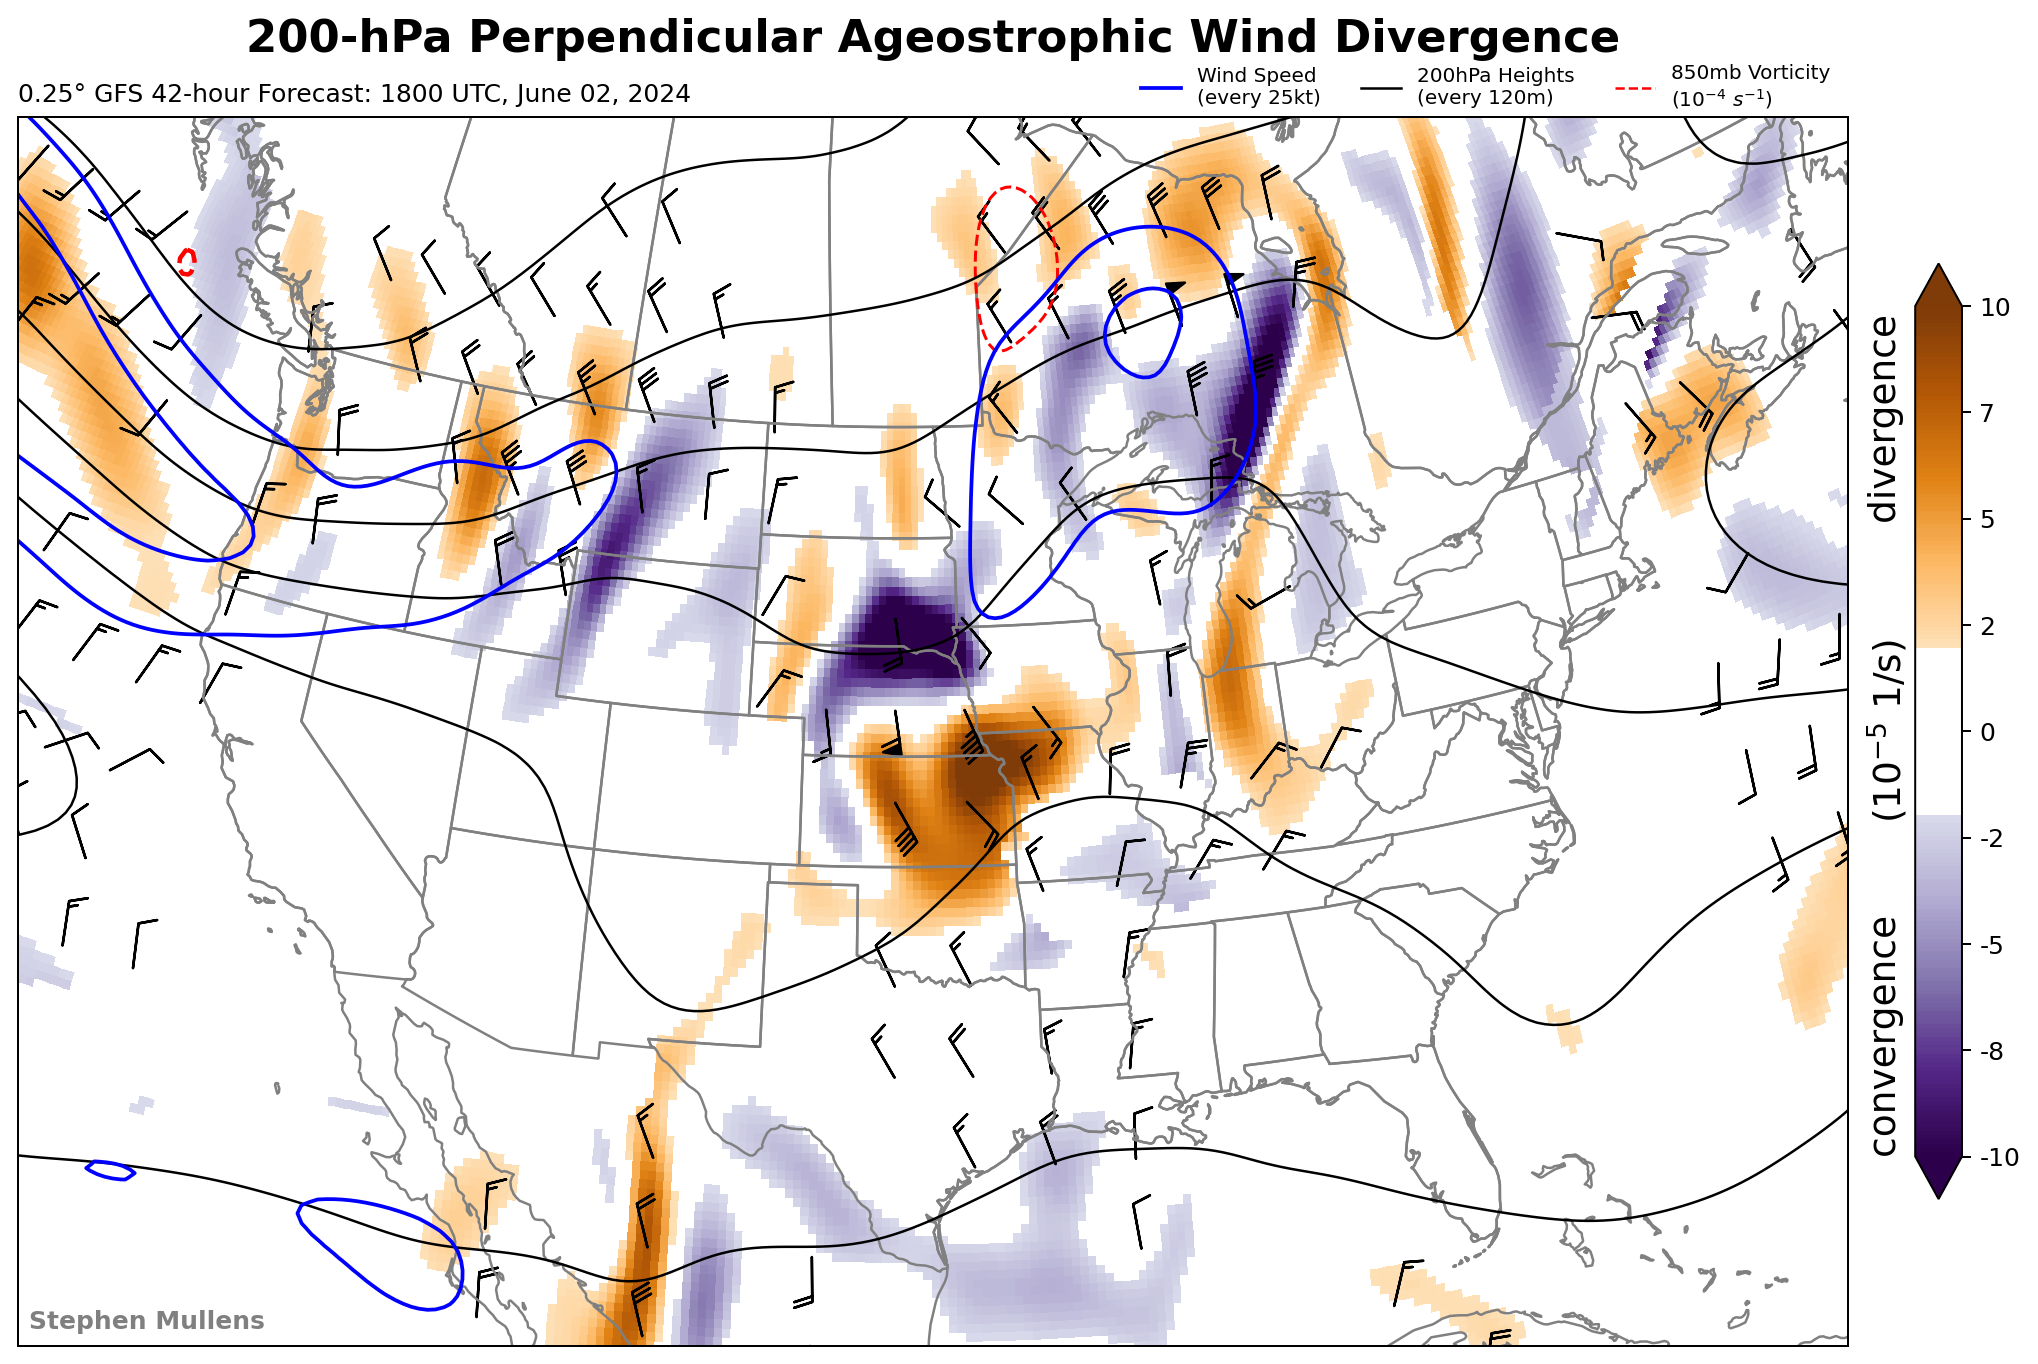 200-hPa Perpendicular Ageostrophic Wind Divergence
0.25° GFS 42-hour Forecast: 1800 UTC, June 02, 2024
Wind Speed
(every 25kt)
200hPa Heights
(every 120m)
850mb Vorticity
(10⁻⁴ s⁻¹)
10
7
5
2
0
-2
-5
-8
-10
convergence (10⁻⁵ 1/s) divergence
Stephen Mullens